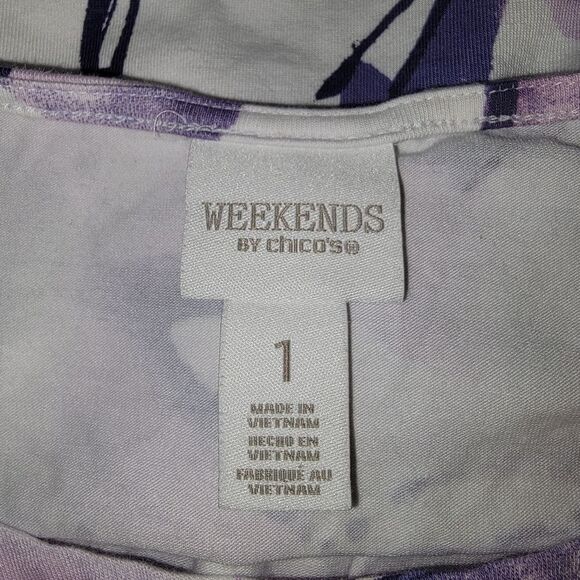 WEEKENDS
BY chico's®
1
MADE IN
VIETNAM
HECHO EN
VIETNAM
FABRIQUÉ AU
VIETNAM